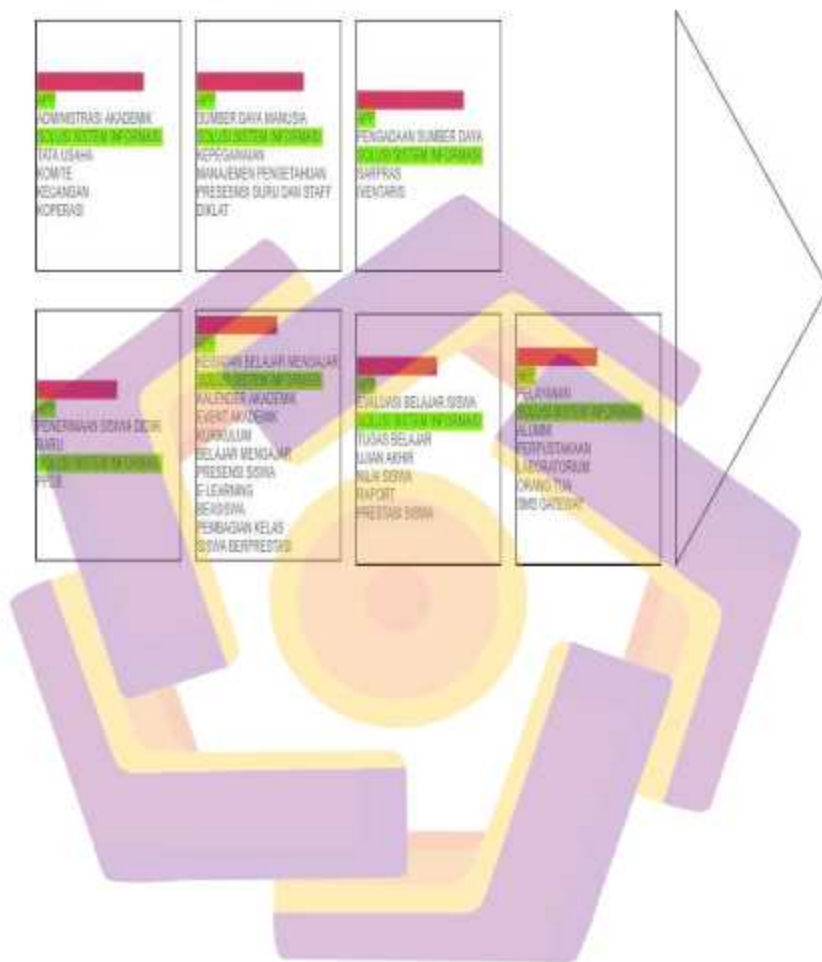 APP
ADMINISTRASI AKADEMIK
SOLUSI SISTEM INFORMASI
TATA USAHA
KOMITE
KEUANGAN
KOPERASI
APP
SUMBER DAYA MANUSIA
SOLUSI SISTEM INFORMASI
KEPEGAWAIAN
MANAJEMEN PENGETAHUAN
PRESESNSI GURU DAN STAFF
DIKLAT
APP
PENGADAAN SUMBER DAYA
SOLUSI SISTEM INFORMASI
SARPRAS
IVENTARIS
APP
PENERIMAAN SISWA DIDIK
BARU
SOLUSI SISTEM INFORMASI
PPDB
APP
KEGIATAN BELAJAR MENGAJAR
SOLUSI SISTEM INFORMASI
KALENDER AKADEMIK
EVENT AKADEMIK
KURIKULUM
BELAJAR MENGAJAR
PRESENSI SISWA
E-LEARNING
BEASISWA
PEMBAGIAN KELAS
SISWA BERPRESTASI
APP
EVALUASI BELAJAR SISWA
SOLUSI SISTEM INFORMASI
TUGAS BELAJAR
UJIAN AKHIR
NILAI SISWA
RAPORT
PRESTASI SISWA
APP
PELAYANAN
SOLUSI SISTEM INFORMASI
ALUMNI
PERPUSTAKAAN
LABORATORIUM
ORANG TUA
SMS GATEWAY